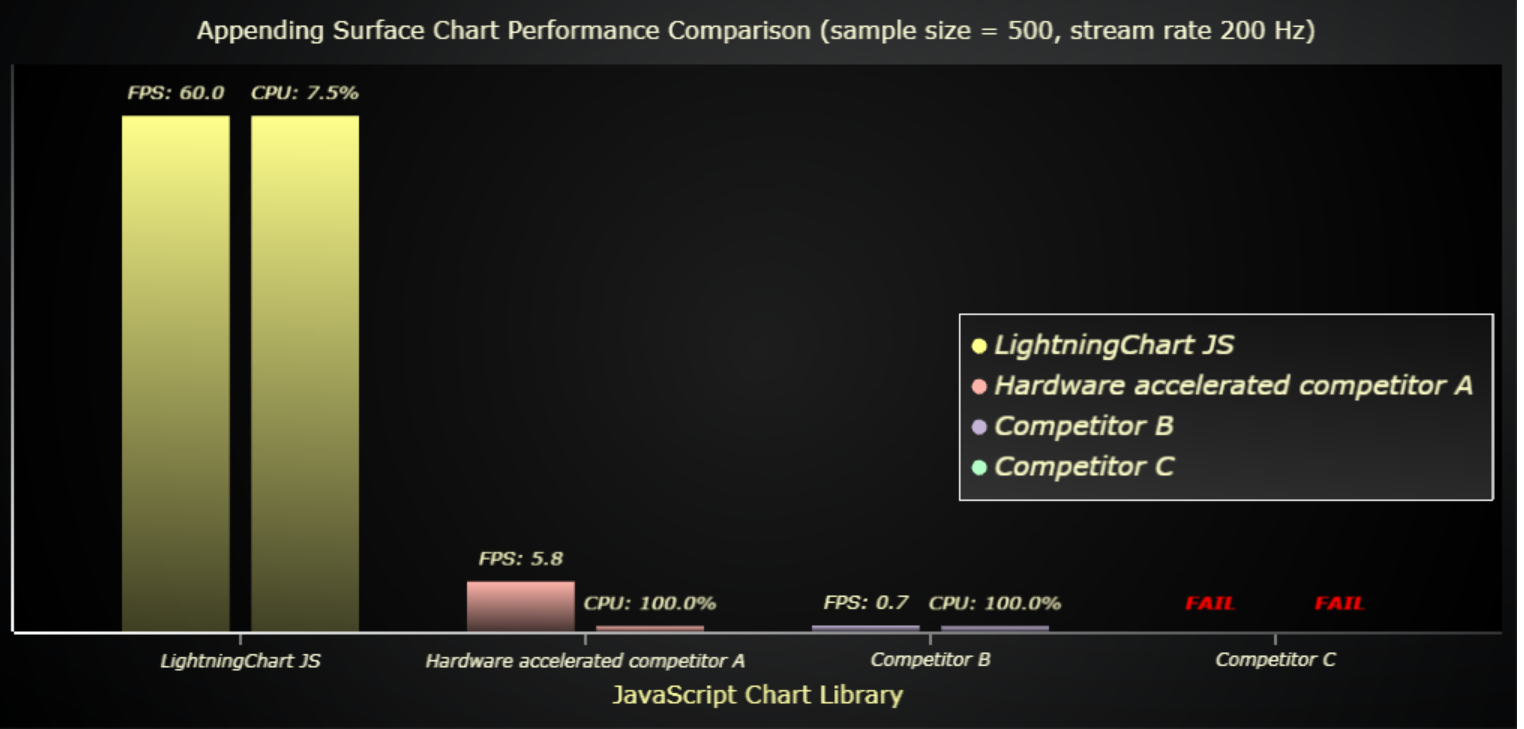 Appending Surface Chart Performance Comparison (sample size = 500, stream rate 200 Hz)
FPS: 60.0 CPU: 7.5%
LightningChart JS
Hardware accelerated competitor A
Competitor B
Competitor C
FPS: 5.8
CPU: 100.0%
FPS: 0.7 CPU: 100.0%
FAIL FAIL
LightningChart JS
Hardware accelerated competitor A
Competitor B
Competitor C
JavaScript Chart Library